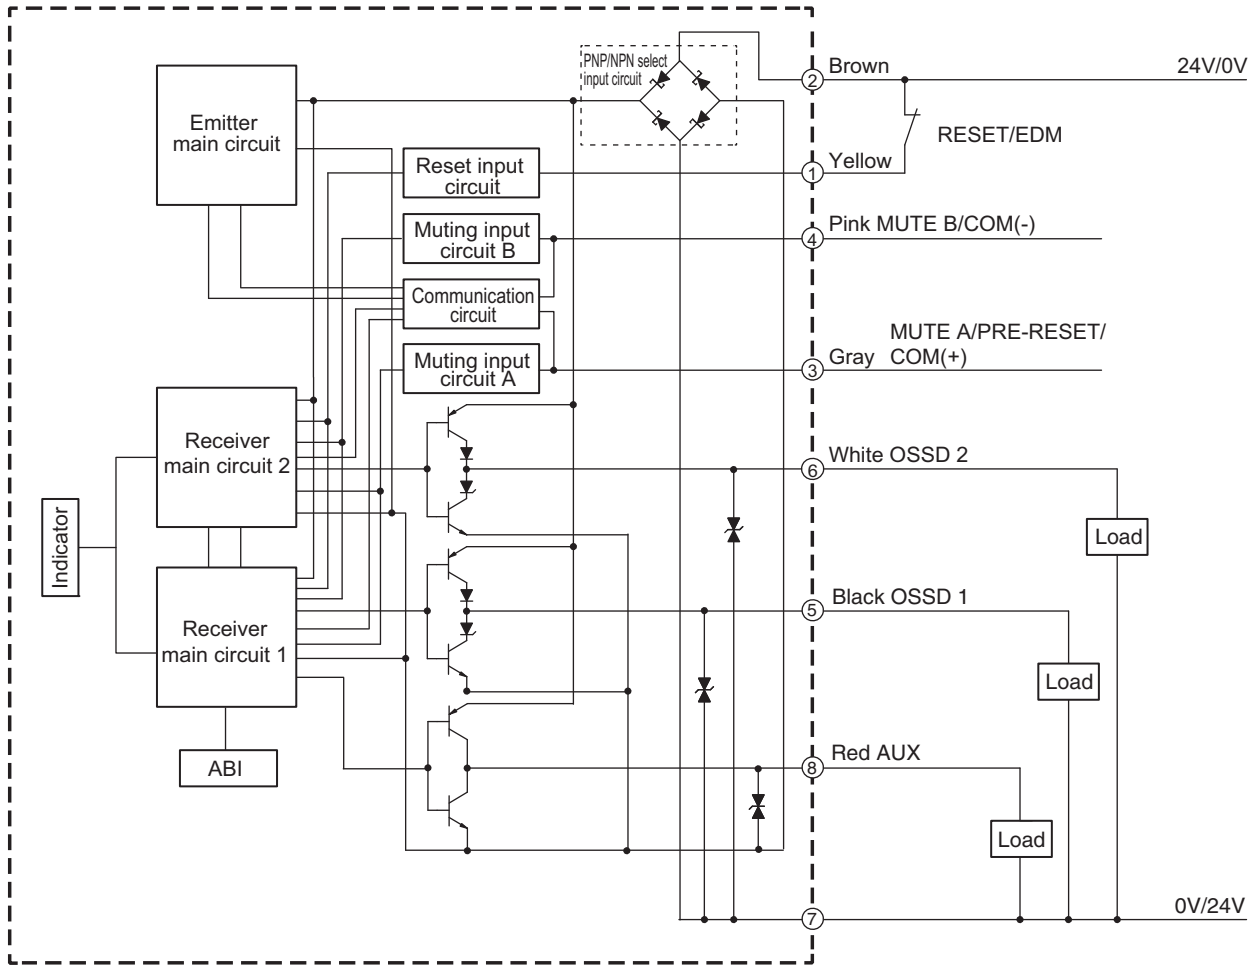 PNP/NPN select
input circuit
2
Brown
24V/0V
Emitter
main circuit
RESET/EDM
Reset input
circuit
1
Yellow
Muting input
circuit B
4
Pink MUTE B/COM(-)
Communication
circuit
MUTE A/PRE-RESET/
Gray COM(+)
3
Muting input
circuit A
Receiver
main circuit 2
6
White OSSD 2
Load
Indicator
5
Black OSSD 1
Receiver
main circuit 1
Load
ABI
8
Red AUX
Load
7
0V/24V